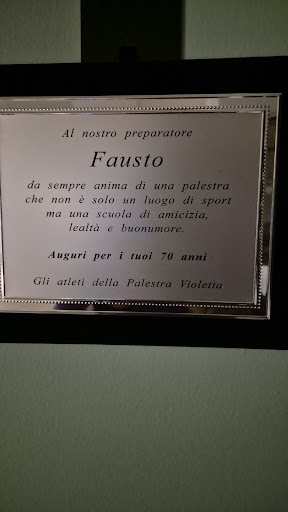 Al nostro preparatore
Fausto
da sempre anima di una palestra
che non è solo un luogo di sport
ma una scuola di amicizia,
lealtà e buonumore.
Auguri per i tuoi 70 anni
Gli atleti della Palestra Violetta